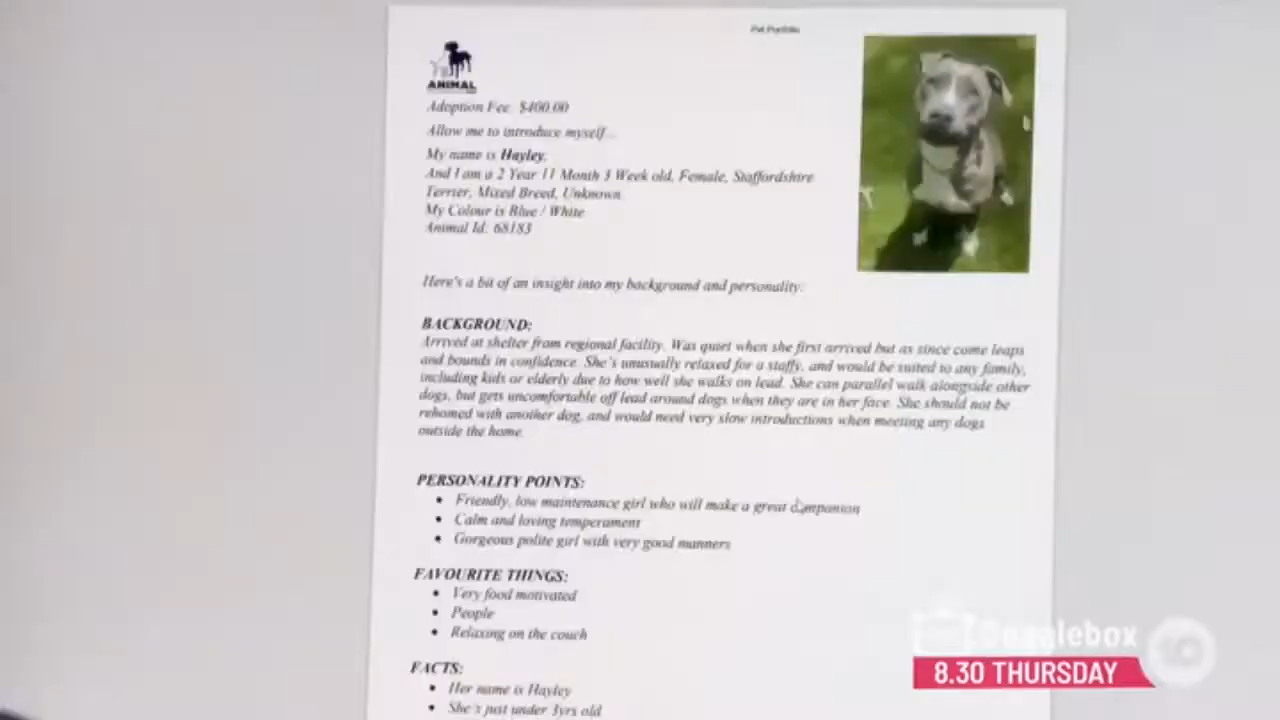 Pet Portfolio
ANIMAL
Adoption Fee $400.00
Allow me to introduce myself...
My name is Hayley.
And I am a 2 Year 11 Month 3 Week old, Female, Staffordshire
Terrier, Mixed Breed, Unknown
My Colour is Blue / White
Animal Id: 68183
Here's a bit of an insight into my background and personality:
BACKGROUND:
Arrived at shelter from regional facility. Was quiet when she first arrived but as since come leaps
and bounds in confidence. She's unusually relaxed for a staffy, and would be suited to any family,
including kids or elderly due to how well she walks on lead. She can parallel walk alongside other
dogs, but gets uncomfortable off lead around dogs when they are in her face. She should not be
rehomed with another dog, and would need very slow introductions when meeting any dogs
outside the home.
PERSONALITY POINTS:
• Friendly, low maintenance girl who will make a great companion
• Calm and loving temperament
• Gorgeous polite girl with very good manners
FAVOURITE THINGS:
• Very food motivated
• People
• Relaxing on the couch
FACTS:
• Her name is Hayley
• She's just under 3yrs old
Gogglebox
8.30 THURSDAY
10